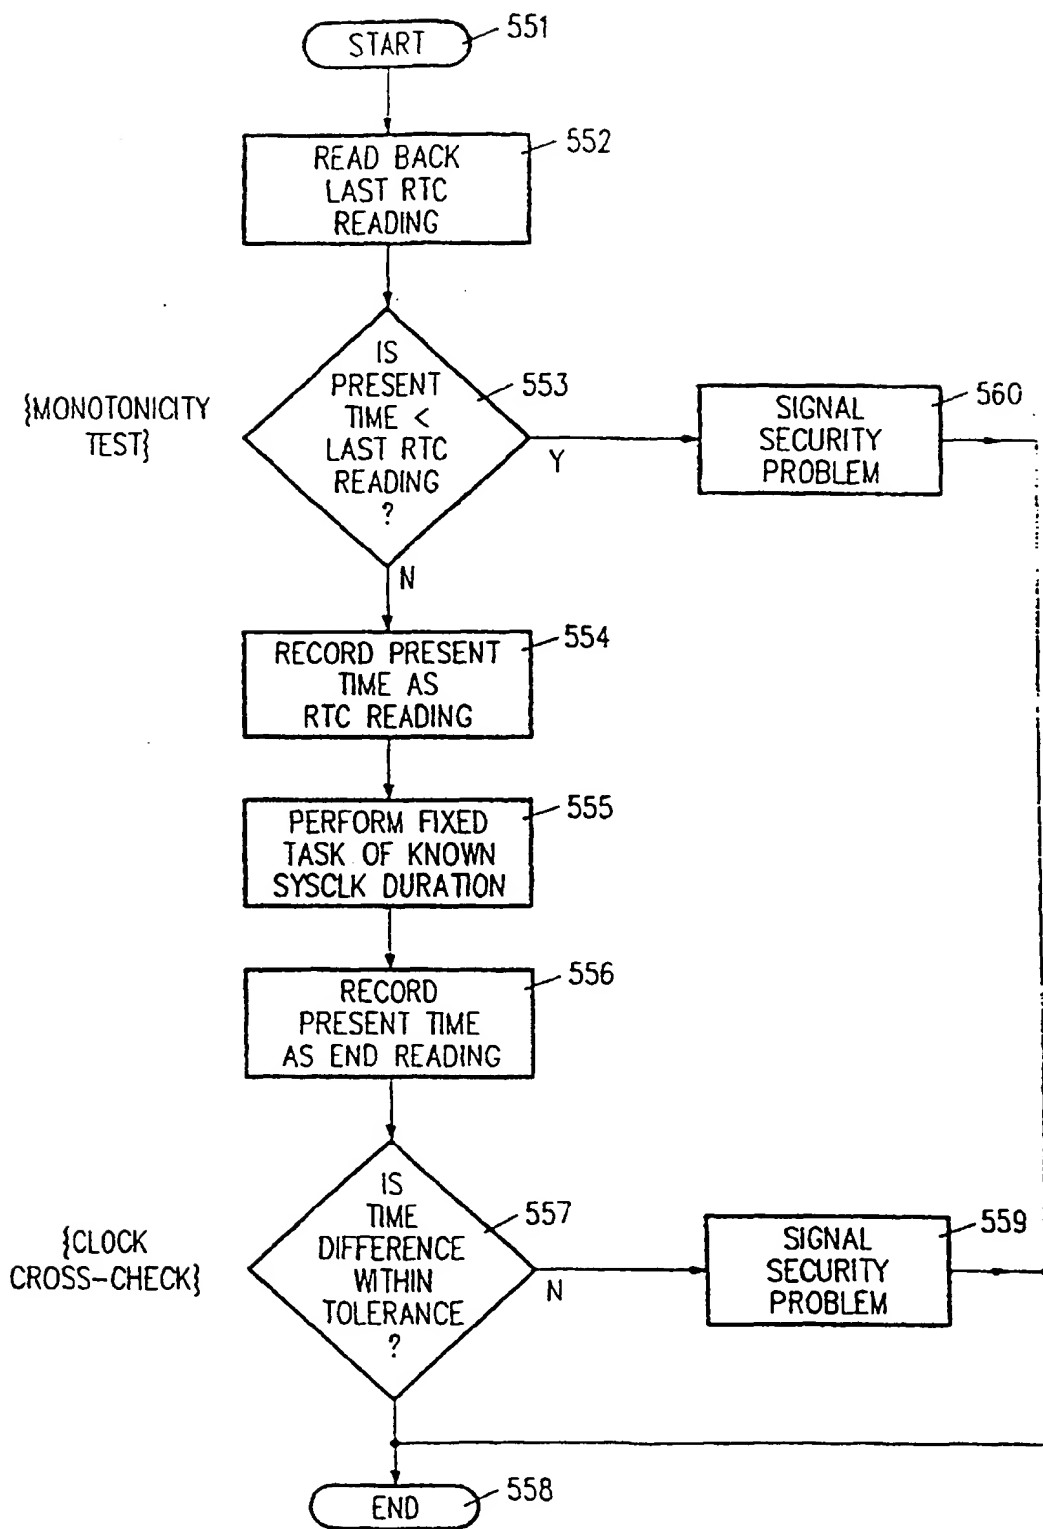 START
551
READ BACK
LAST RTC
READING
552
{MONOTONICITY
TEST}
IS
PRESENT
TIME <
LAST RTC
READING
?
553
Y
N
SIGNAL
SECURITY
PROBLEM
560
RECORD PRESENT
TIME AS
RTC READING
554
PERFORM FIXED
TASK OF KNOWN
SYSCLK DURATION
555
RECORD
PRESENT TIME
AS END READING
556
{CLOCK
CROSS-CHECK}
IS
TIME
DIFFERENCE
WITHIN
TOLERANCE
?
557
N
SIGNAL
SECURITY
PROBLEM
559
END
558